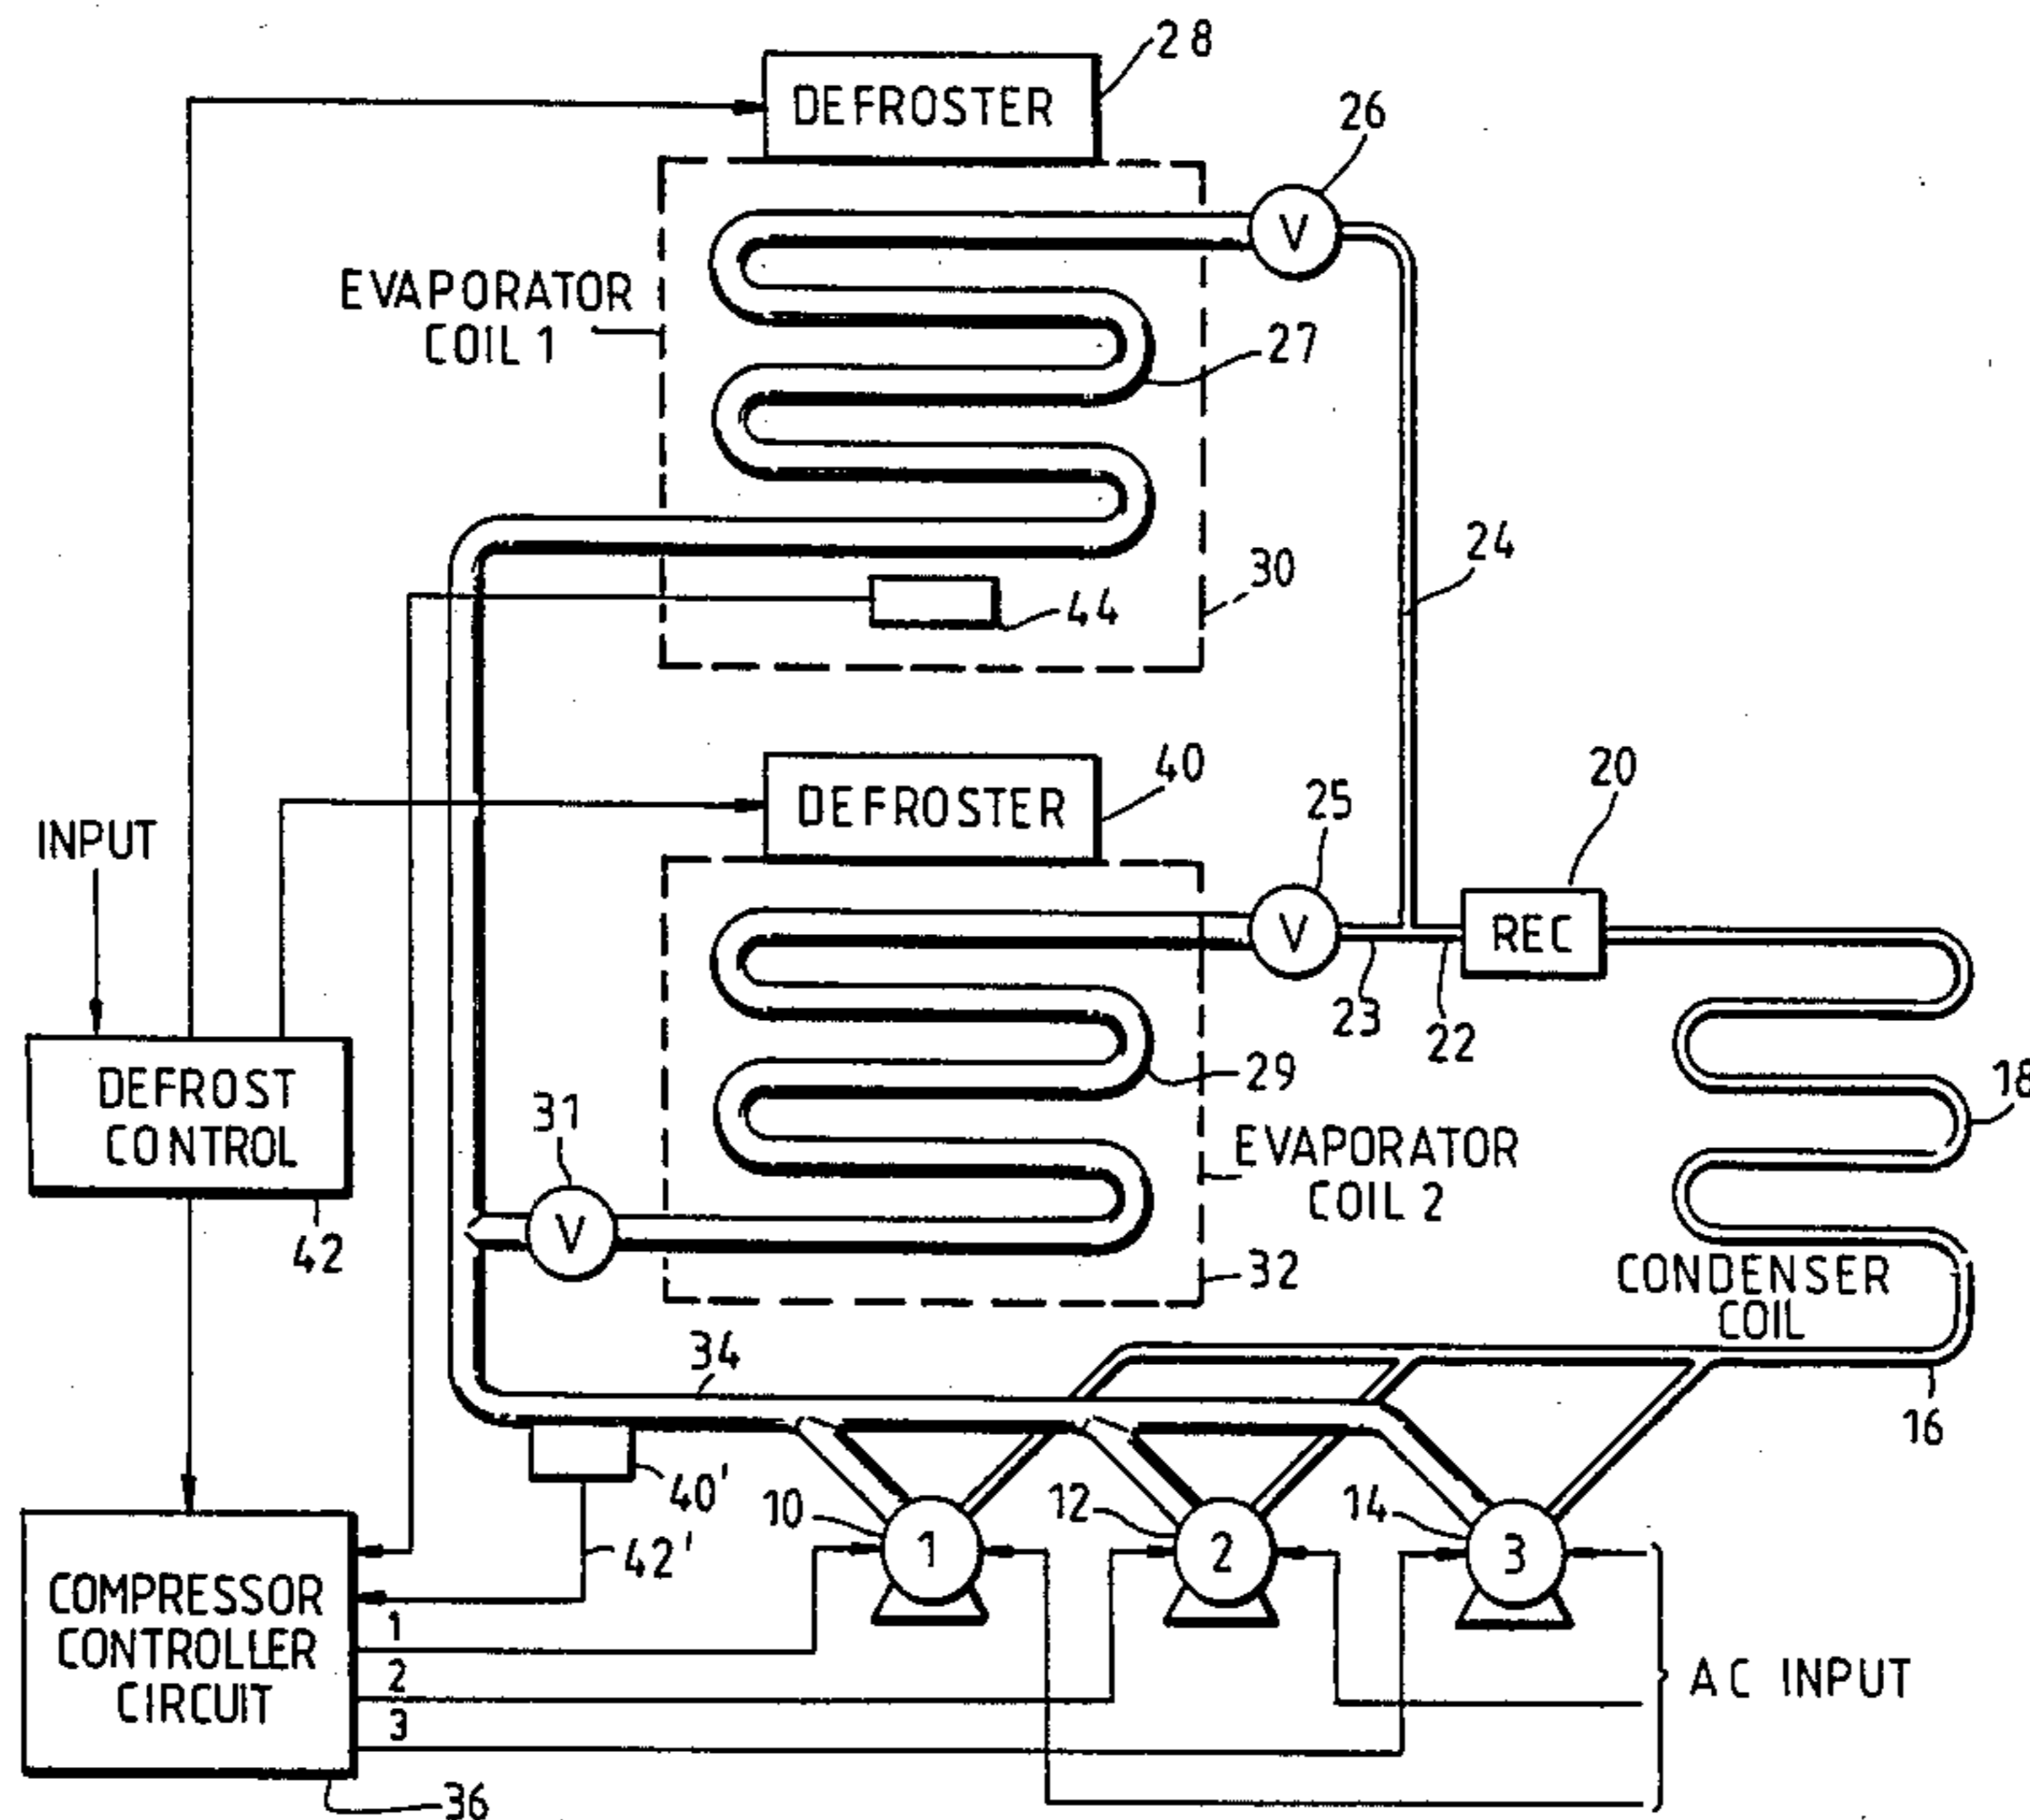 28
DEFROSTER
26
EVAPORATOR
COIL 1
27
24
30
44
40
DEFROSTER
20
25
INPUT
REC
23
22
DEFROST
CONTROL
29
18
31
EVAPORATOR
COIL 2
42
32
CONDENSER
COIL
34
16
40'
10
12
14
1
2
3
42'
COMPRESSOR
CONTROLLER
CIRCUIT
1
2
3
AC INPUT
36